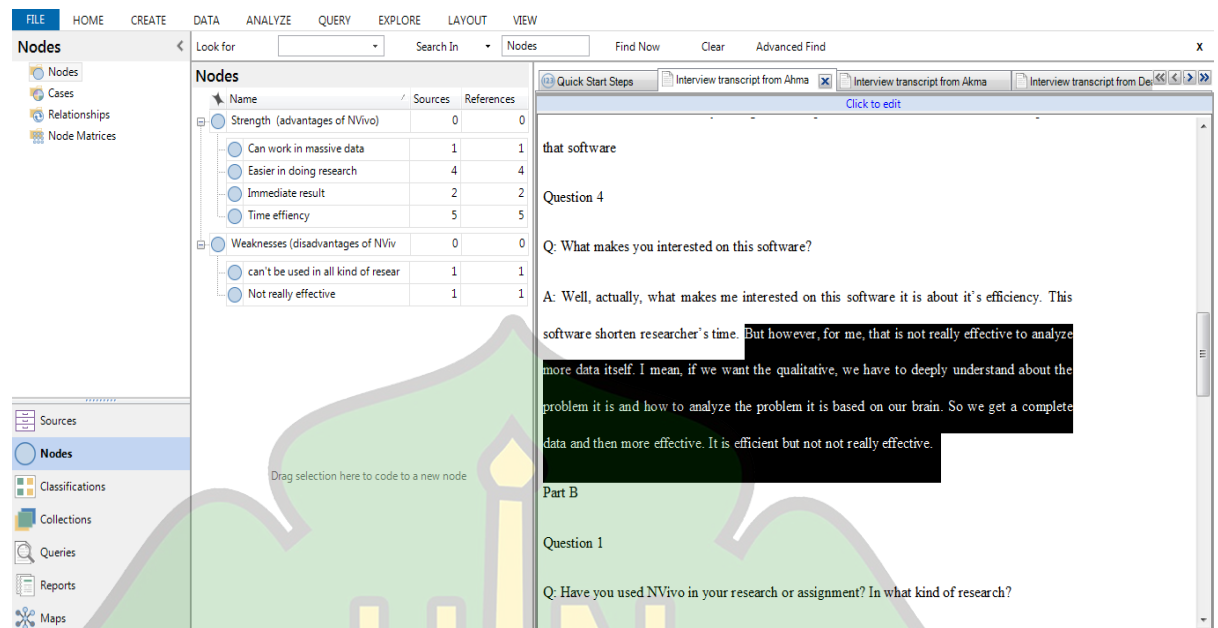 FILE HOME CREATE DATA ANALYZE QUERY EXPLORE LAYOUT VIEW
Nodes
Look for Search In Nodes Find Now Clear Advanced Find x
Nodes
Cases
Relationships
Node Matrices
Sources
Nodes
Classifications
Collections
Queries
Reports
Maps
Nodes
Name Sources References
Strength (advantages of NVivo) 0 0
Can work in massive data 1 1
Easier in doing research 4 4
Immediate result 2 2
Time effiency 5 5
Weaknesses (disadvantages of NViv 0 0
can't be used in all kind of resear 1 1
Not really effective 1 1
Drag selection here to code to a new node
Quick Start Steps Interview transcript from Ahma Interview transcript from Akma Interview transcript from De
Click to edit
that software
Question 4
Q: What makes you interested on this software?
A: Well, actually, what makes me interested on this software it is about it's efficiency. This
software shorten researcher's time. But however, for me, that is not really effective to analyze
more data itself. I mean, if we want the qualitative, we have to deeply understand about the
problem it is and how to analyze the problem it is based on our brain. So we get a complete
data and then more effective. It is efficient but not not really effective.
Part B
Question 1
Q: Have you used NVivo in your research or assignment? In what kind of research?